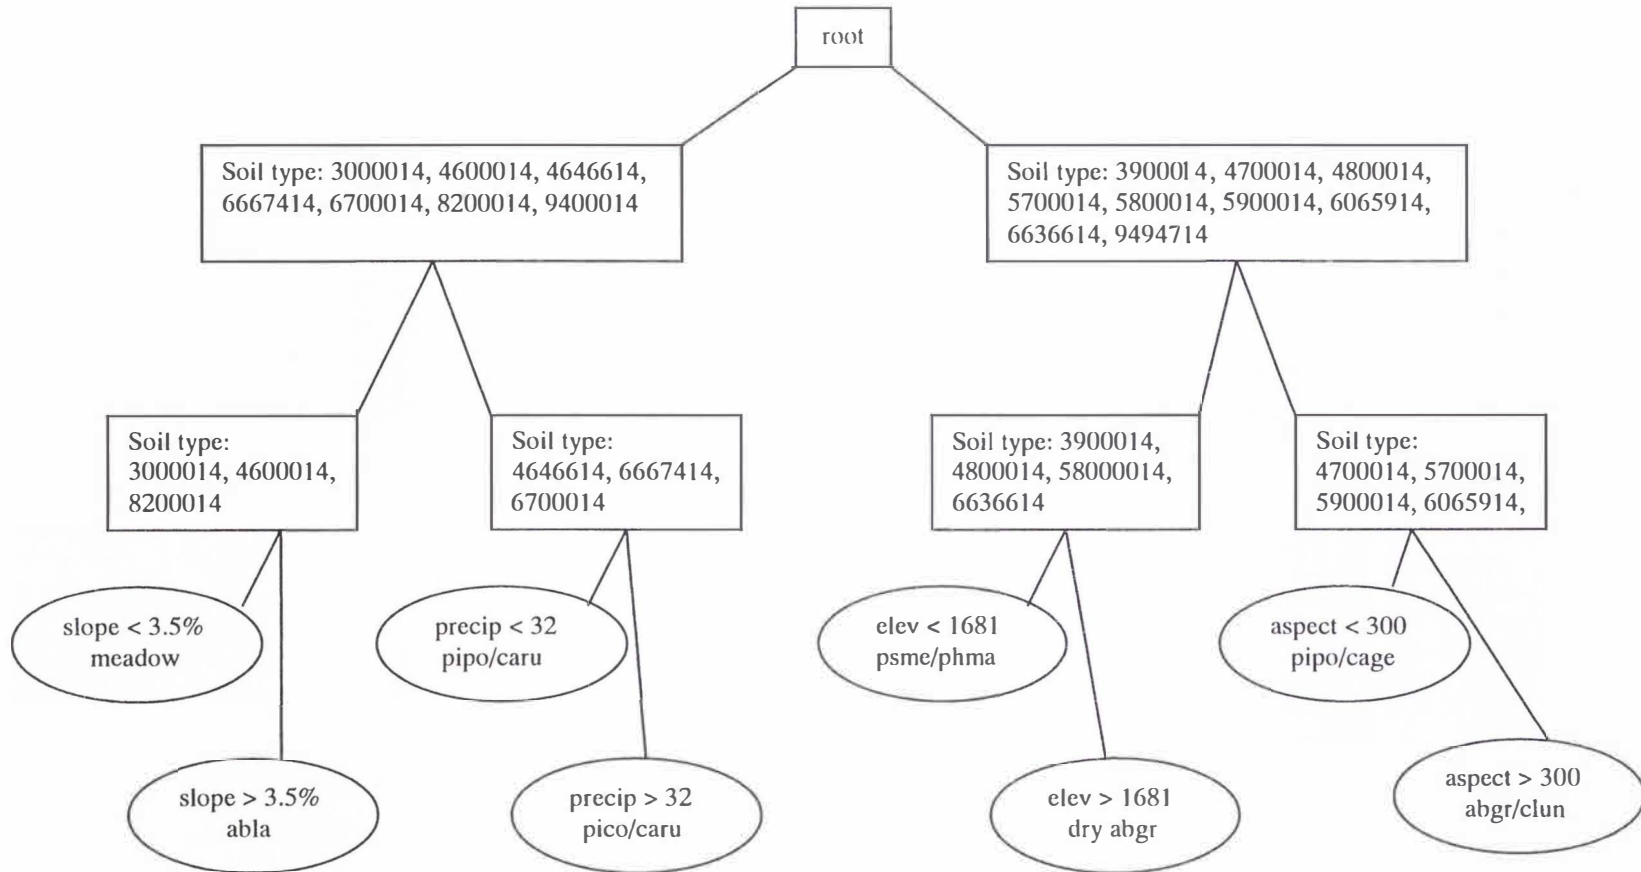 root
Soil type: 3000014, 4600014, 4646614,
6667414, 6700014, 8200014, 9400014
Soil type: 3900014, 4700014, 4800014,
5700014, 5800014, 5900014, 6065914,
6636614, 9494714
Soil type:
3000014, 4600014,
8200014
Soil type:
4646614, 6667414,
6700014
Soil type: 3900014,
4800014, 58000014,
6636614
Soil type:
4700014, 5700014,
5900014, 6065914,
slope < 3.5%
meadow
precip < 32
pipo/caru
elev < 1681
psme/phma
aspect < 300
pipo/cage
slope > 3.5%
abla
precip > 32
pico/caru
elev > 1681
dry abgr
aspect > 300
abgr/clun